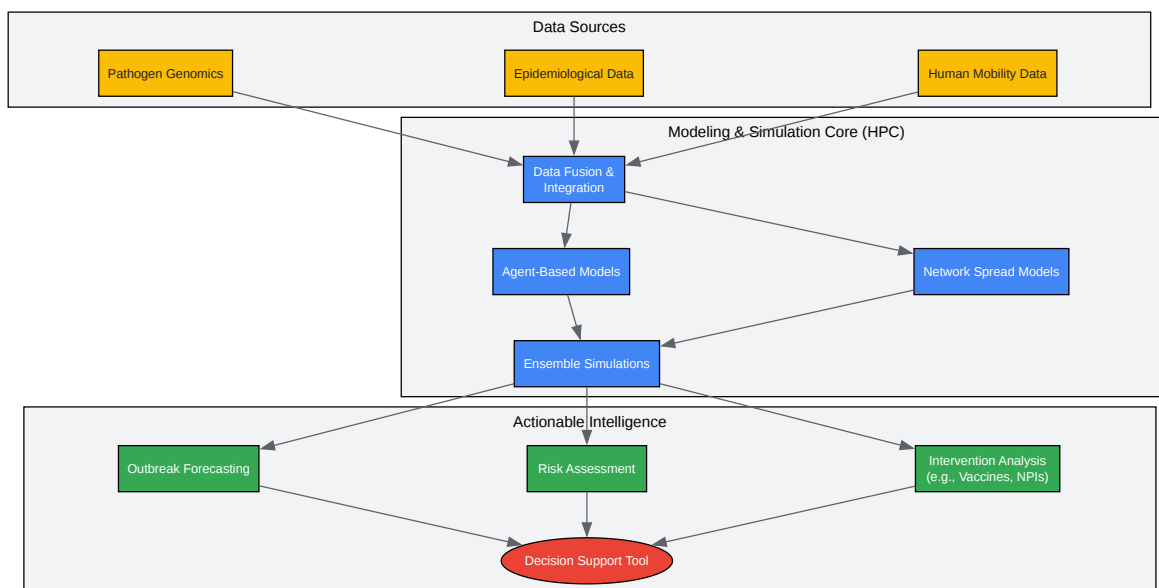 Data Sources
Pathogen Genomics
Epidemiological Data
Human Mobility Data
Modeling & Simulation Core (HPC)
Data Fusion &
Integration
Agent-Based Models
Network Spread Models
Ensemble Simulations
Actionable Intelligence
Outbreak Forecasting
Risk Assessment
Intervention Analysis
(e.g., Vaccines, NPIs)
Decision Support Tool